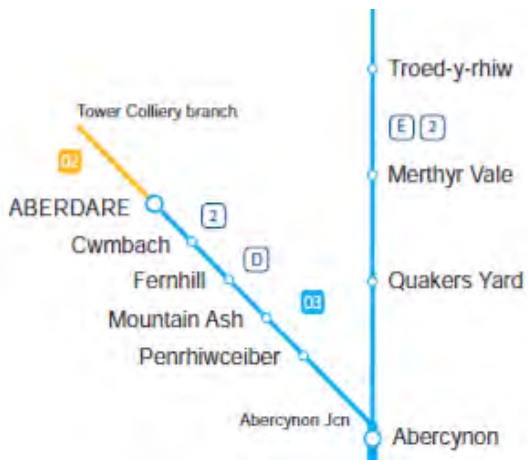 Troed-y-rhiw
Tower Colliery branch
E 2
02
Merthyr Vale
ABERDARE
2
Cwmbach
D
Fernhill
Quakers Yard
03
Mountain Ash
Penrhiwceiber
Abercynon Jcn
Abercynon